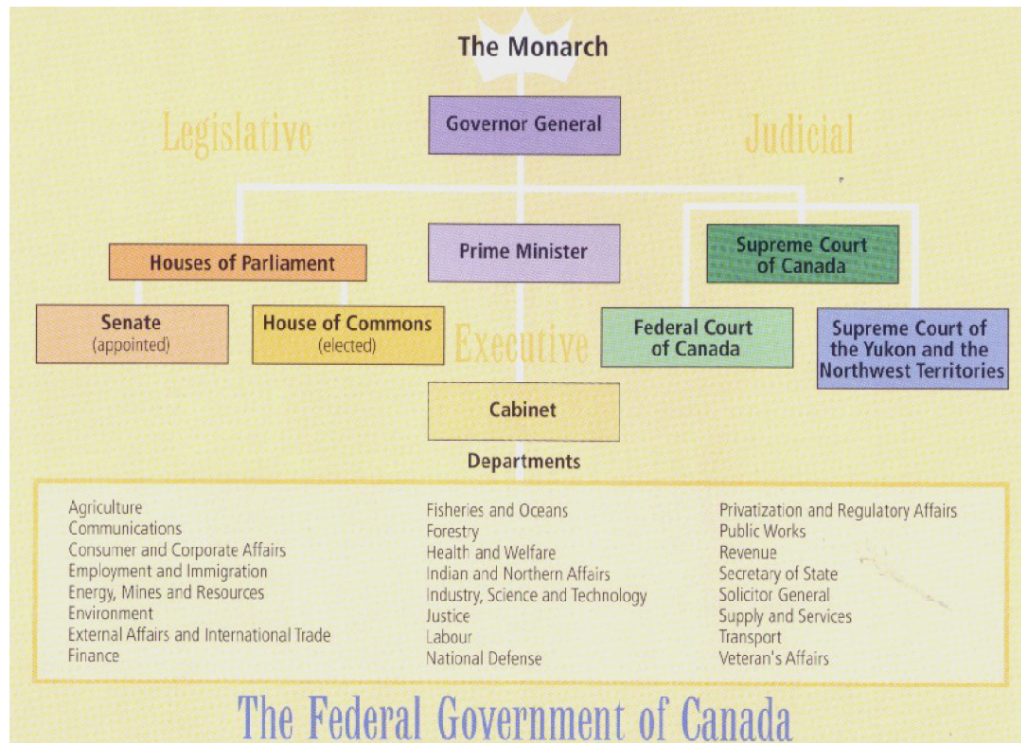 The Monarch
Governor General
Legislative
Judicial
Houses of Parliament
Prime Minister
Supreme Court
of Canada
Senate
(appointed)
House of Commons
(elected)
Executive
Federal Court
of Canada
Supreme Court of
the Yukon and the
Northwest Territories
Cabinet
Departments
Agriculture
Communications
Consumer and Corporate Affairs
Employment and Immigration
Energy, Mines and Resources
Environment
External Affairs and International Trade
Finance
Fisheries and Oceans
Forestry
Health and Welfare
Indian and Northern Affairs
Industry, Science and Technology
Justice
Labour
National Defense
Privatization and Regulatory Affairs
Public Works
Revenue
Secretary of State
Solicitor General
Supply and Services
Transport
Veteran's Affairs
The Federal Government of Canada